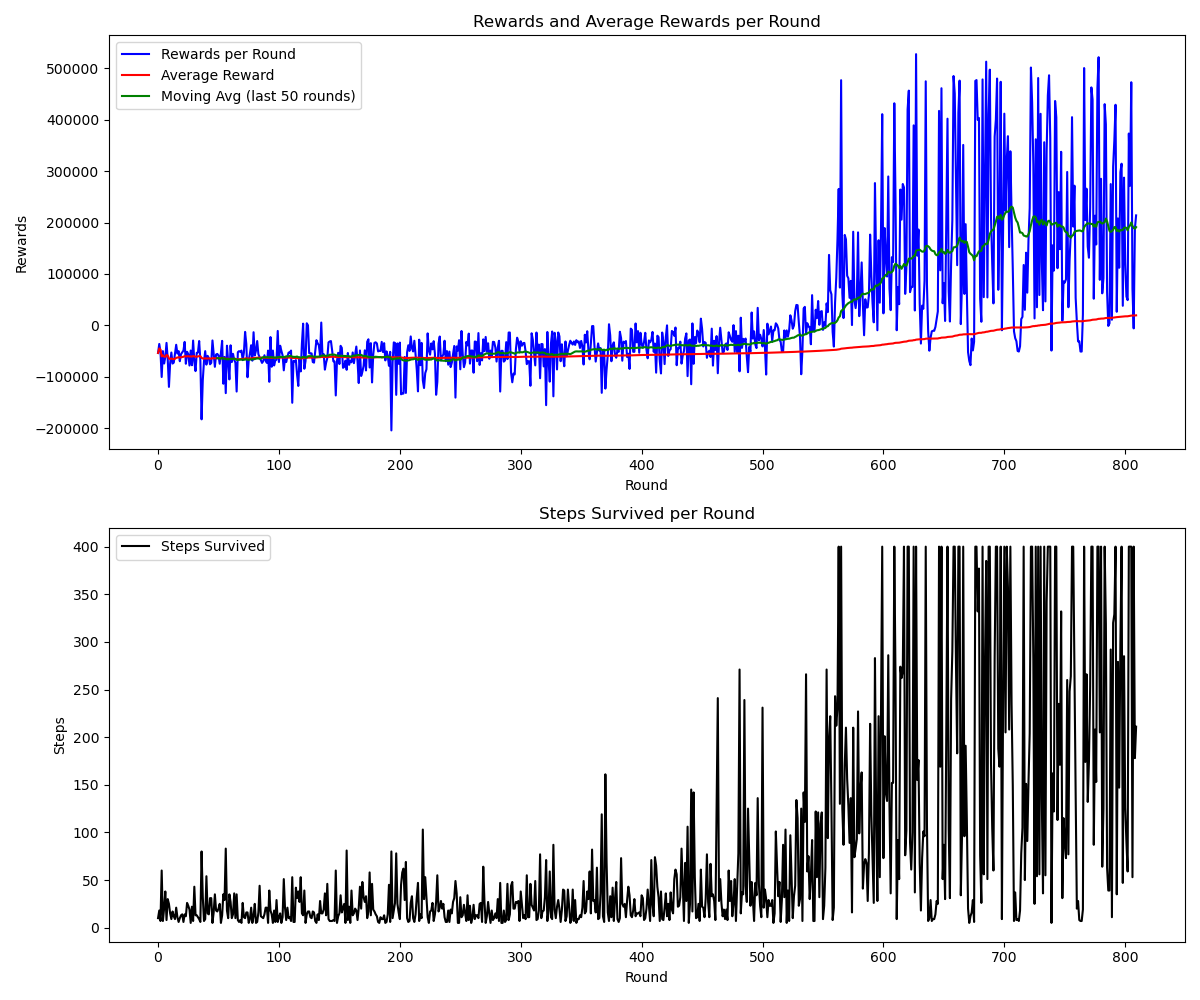 Rewards and Average Rewards per Round
Rewards per Round
Average Reward
Moving Avg (last 50 rounds)
500000
400000
300000
200000
100000
0
−100000
−200000
Rewards
0 100 200 300 400 500 600 700 800
Round
Steps Survived per Round
Steps Survived
400
350
300
250
200
150
100
50
0
Steps
0 100 200 300 400 500 600 700 800
Round